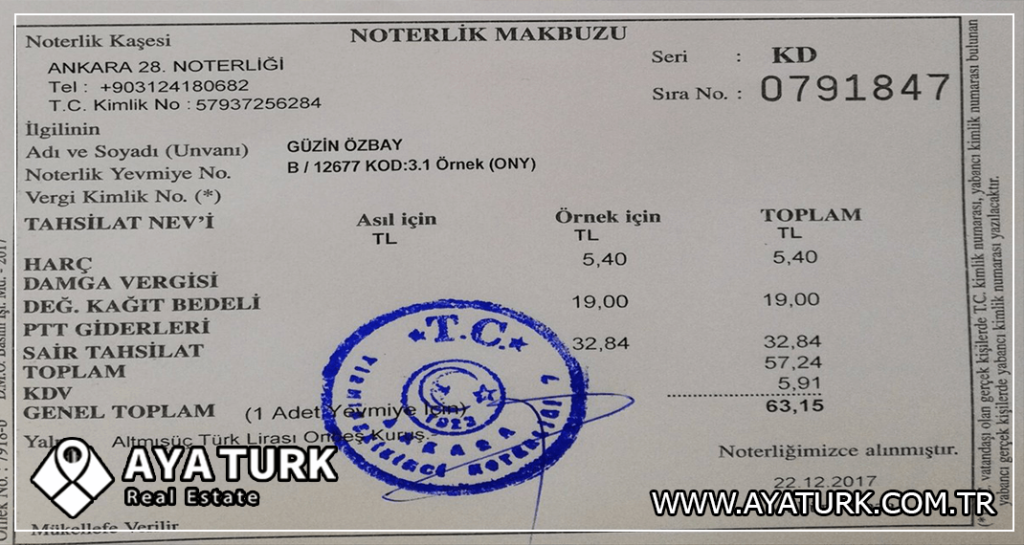 NOTERLİK MAKBUZU
Noterlik Kaşesi
ANKARA 28. NOTERLİĞİ
Tel : +903124180682
T.C. Kimlik No : 57937256284
Seri : KD
Sıra No. : 0791847
İlgilinin
Adı ve Soyadı (Unvanı) GÜZİN ÖZBAY
Noterlik Yevmiye No. B / 12677 KOD:3.1 Örnek (ONY)
Vergi Kimlik No. (*)
TAHSİLAT NEV'İ Asıl için Örnek için TOPLAM
TL TL TL
HARÇ 5,40 5,40
DAMGA VERGİSİ
DEĞ. KAĞIT BEDELİ 19,00 19,00
PTT GİDERLERİ
SAİR TAHSİLAT 32,84 32,84
TOPLAM 57,24
KDV 5,91
GENEL TOPLAM (1 Adet Yevmiye İçin) 63,15
Altmışüç Türk Lirası Onbeş Kuruş.-
Noterliğimizce alınmıştır.
22.12.2017
Mükellefe Verilir
T.C.
1923
ANKARA
AYA TURK
Real Estate
WWW.AYATURK.COM.TR
vatandaşı olan gerçek kişilerde T.C. kimlik numarası, yabancı kimlik numarası bulunan
yabancı gerçek kişilerde yabancı kimlik numarası yazılacaktır.